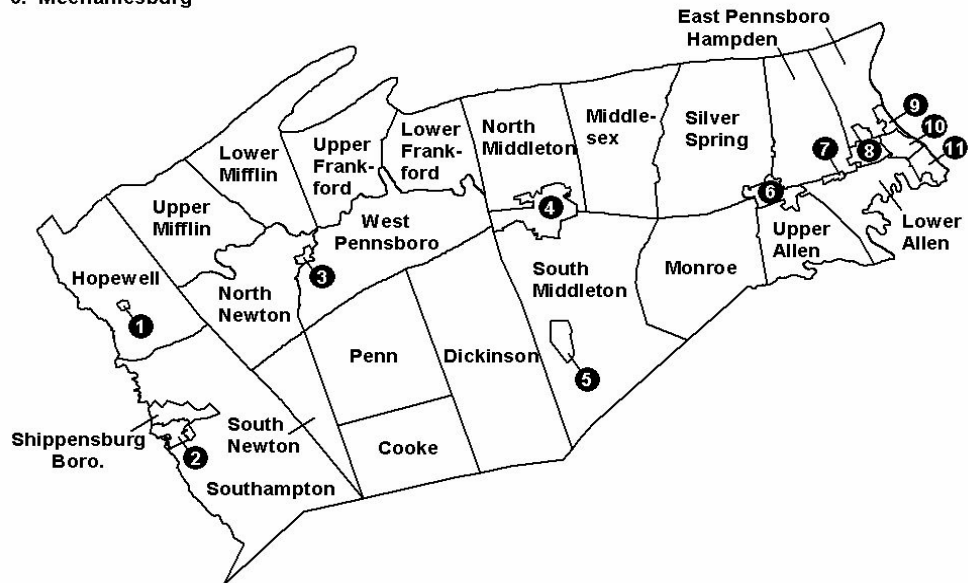 6. Mechanicsburg
East Pennsboro
Hampden
Lower
Mifflin
Upper
Frank-
ford
Lower
Frank-
ford
North
Middleton
Middle-
sex
Silver
Spring
9
10
7
8
11
Upper
Mifflin
West
Pennsboro
4
6
Lower
Allen
Upper
Allen
Hopewell
3
North
Newton
South
Middleton
Monroe
1
Penn
Dickinson
5
Shippensburg
Boro.
South
Newton
Cooke
2
Southampton